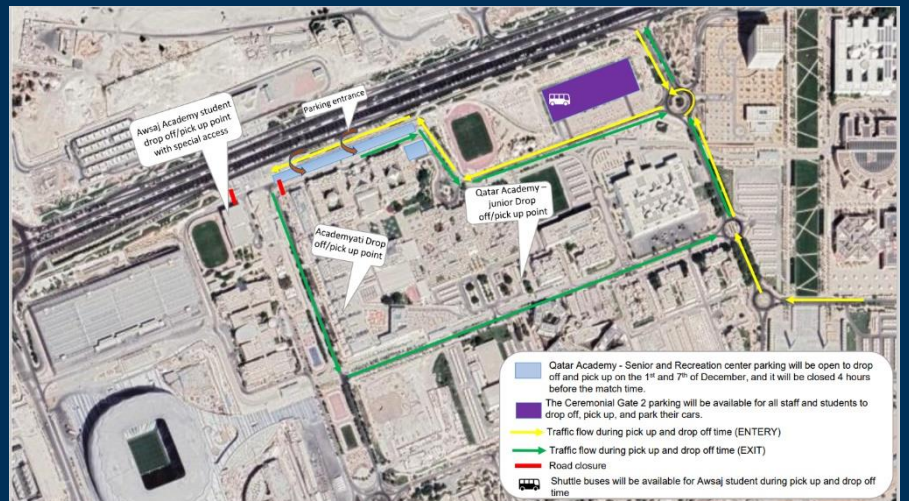 Parking entrance
Awsaj Academy student
drop off/pick up point
with special access
Qatar Academy –
junior Drop
off/pick up point
Academyati Drop
off/pick up point
Qatar Academy - Senior and Recreation center parking will be open to drop
off and pick up on the 1st and 7th of December, and it will be closed 4 hours
before the match time.
The Ceremonial Gate 2 parking will be available for all staff and students to
drop off, pick up, and park their cars.
Traffic flow during pick up and drop off time (ENTERY)
Traffic flow during pick up and drop off time (EXIT)
Road closure
Shuttle buses will be available for Awsaj student during pick up and drop off
time